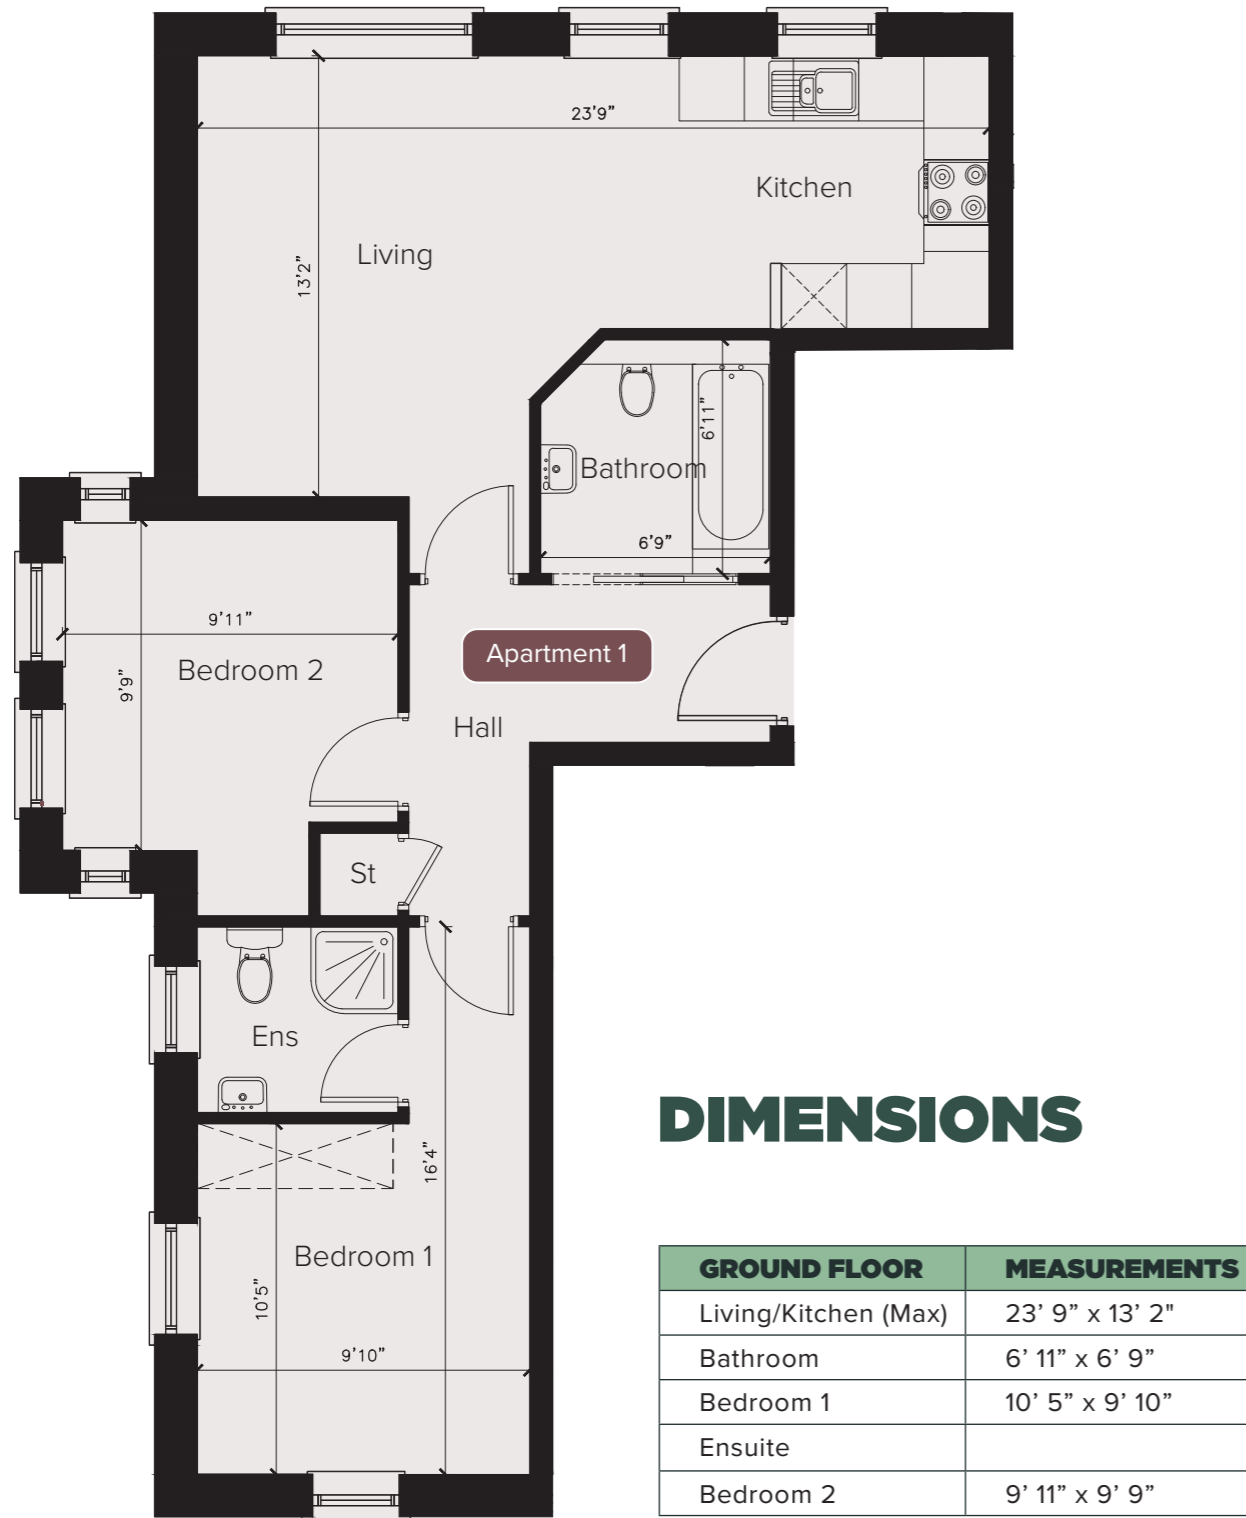 23’9”
Kitchen
Living
13’2”
6’11”
Bathroom
6’9”
9’11”
Apartment 1
Bedroom 2
9’9”
Hall
St
Ens
DIMENSIONS
16’4”
Bedroom 1
10’5”
9’10”
GROUND FLOOR MEASUREMENTS
Living/Kitchen (Max) 23’ 9” x 13’ 2"
Bathroom 6’ 11” x 6’ 9”
Bedroom 1 10’ 5” x 9’ 10”
Ensuite
Bedroom 2 9’ 11” x 9’ 9”